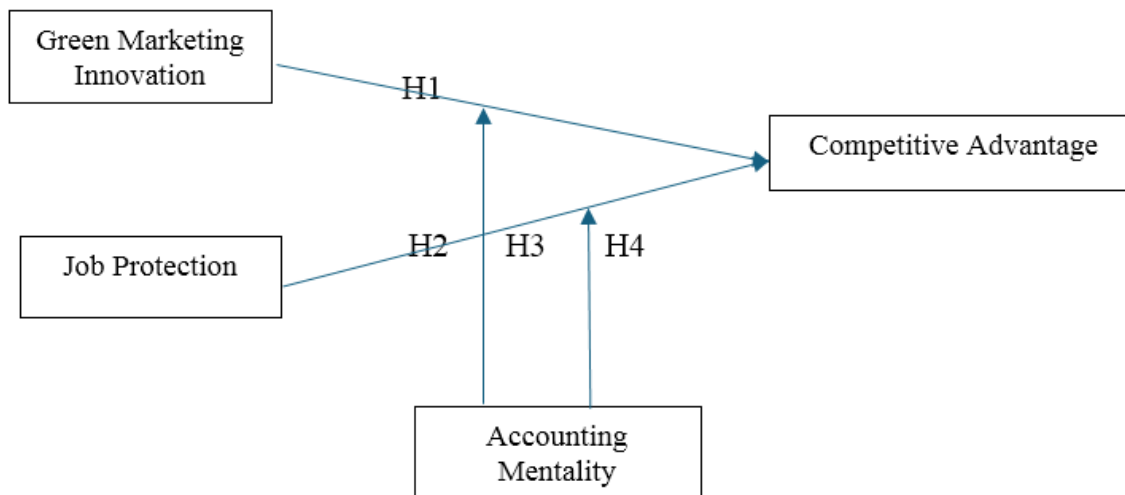 Green Marketing
Innovation
H1
Competitive Advantage
H2
H3
H4
Job Protection
Accounting
Mentality